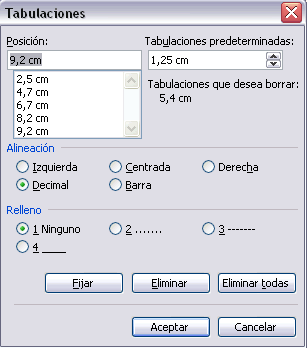 Tabulaciones
Posición: Tabulaciones predeterminadas:
9,2 cm 1,25 cm
2,5 cm
4,7 cm
6,7 cm
8,2 cm
9,2 cm
Tabulaciones que desea borrar:
5,4 cm
Alineación
Izquierda Centrada Derecha
Decimal Barra
Relleno
1 Ninguno 2 ....... 3 -------
4 ____
Fijar Eliminar Eliminar todas
Aceptar Cancelar